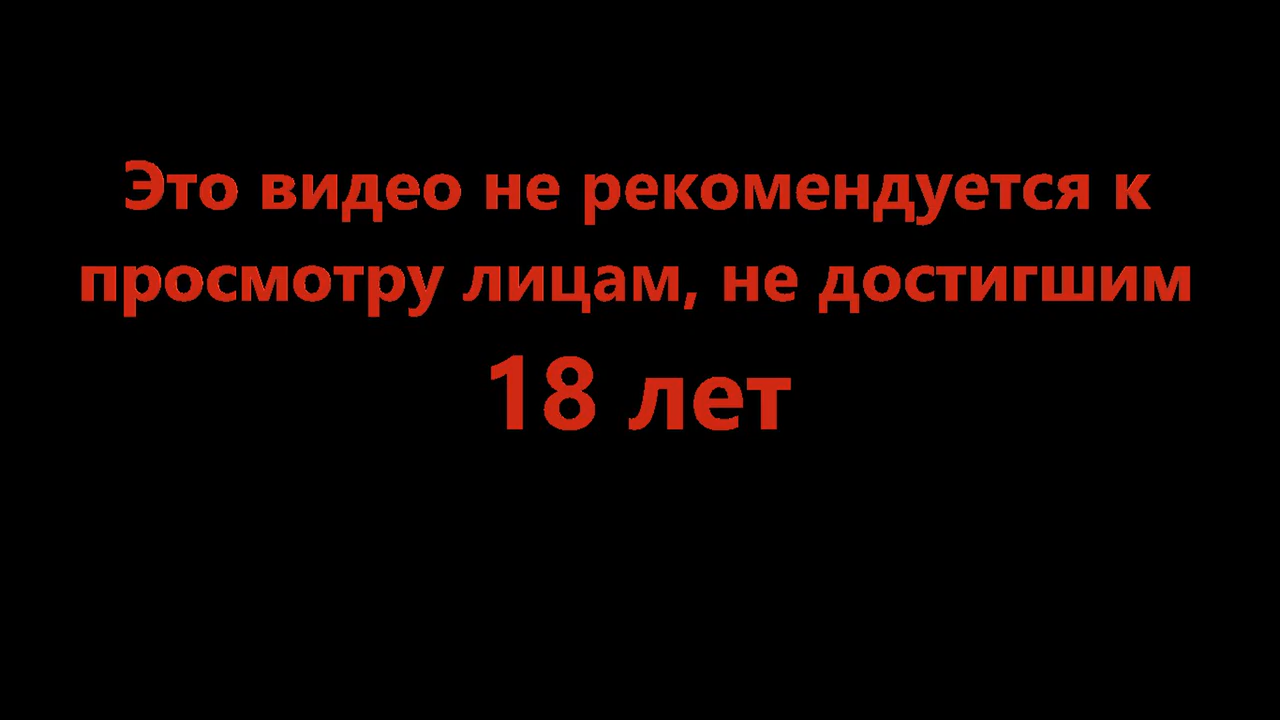 Это видео не рекомендуется к
просмотру лицам, не достигшим
18 лет